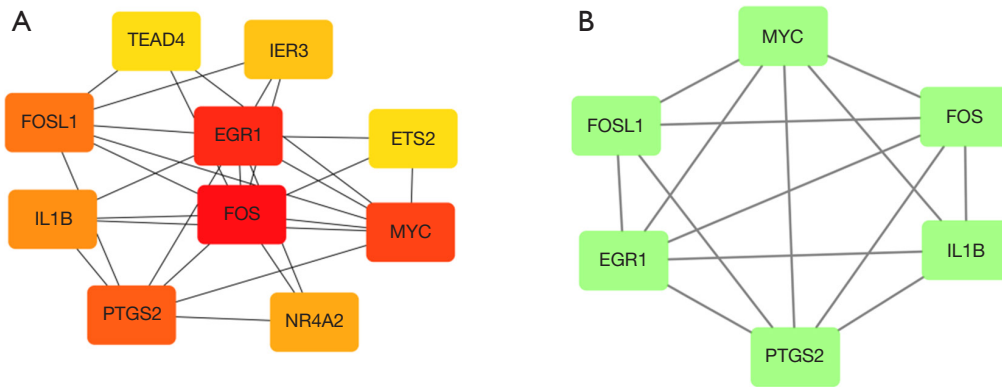 A
TEAD4
IER3
FOSL1
EGR1
ETS2
IL1B
FOS
MYC
PTGS2
NR4A2
B
MYC
FOSL1
FOS
EGR1
IL1B
PTGS2